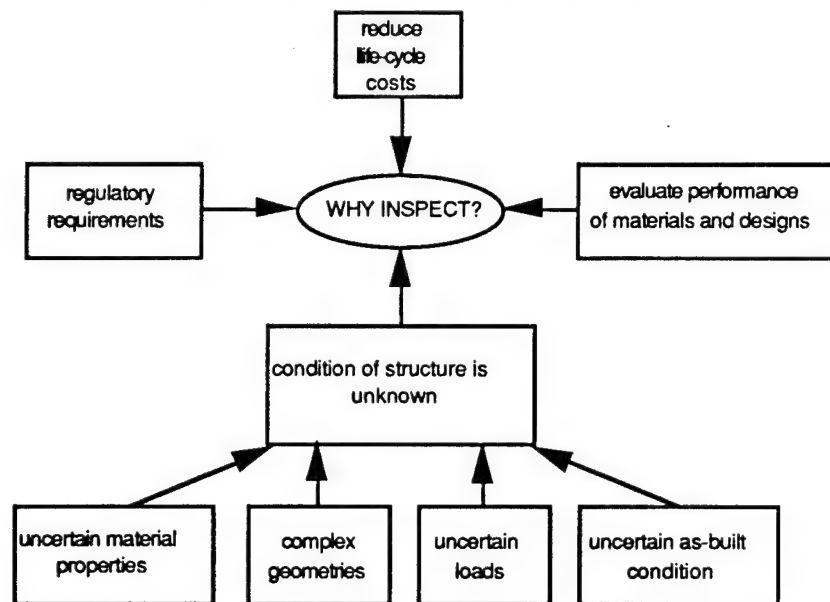 reduce
life-cycle
costs
regulatory
requirements
WHY INSPECT?
evaluate performance
of materials and designs
condition of structure is
unknown
uncertain material
properties
complex
geometries
uncertain
loads
uncertain as-built
condition